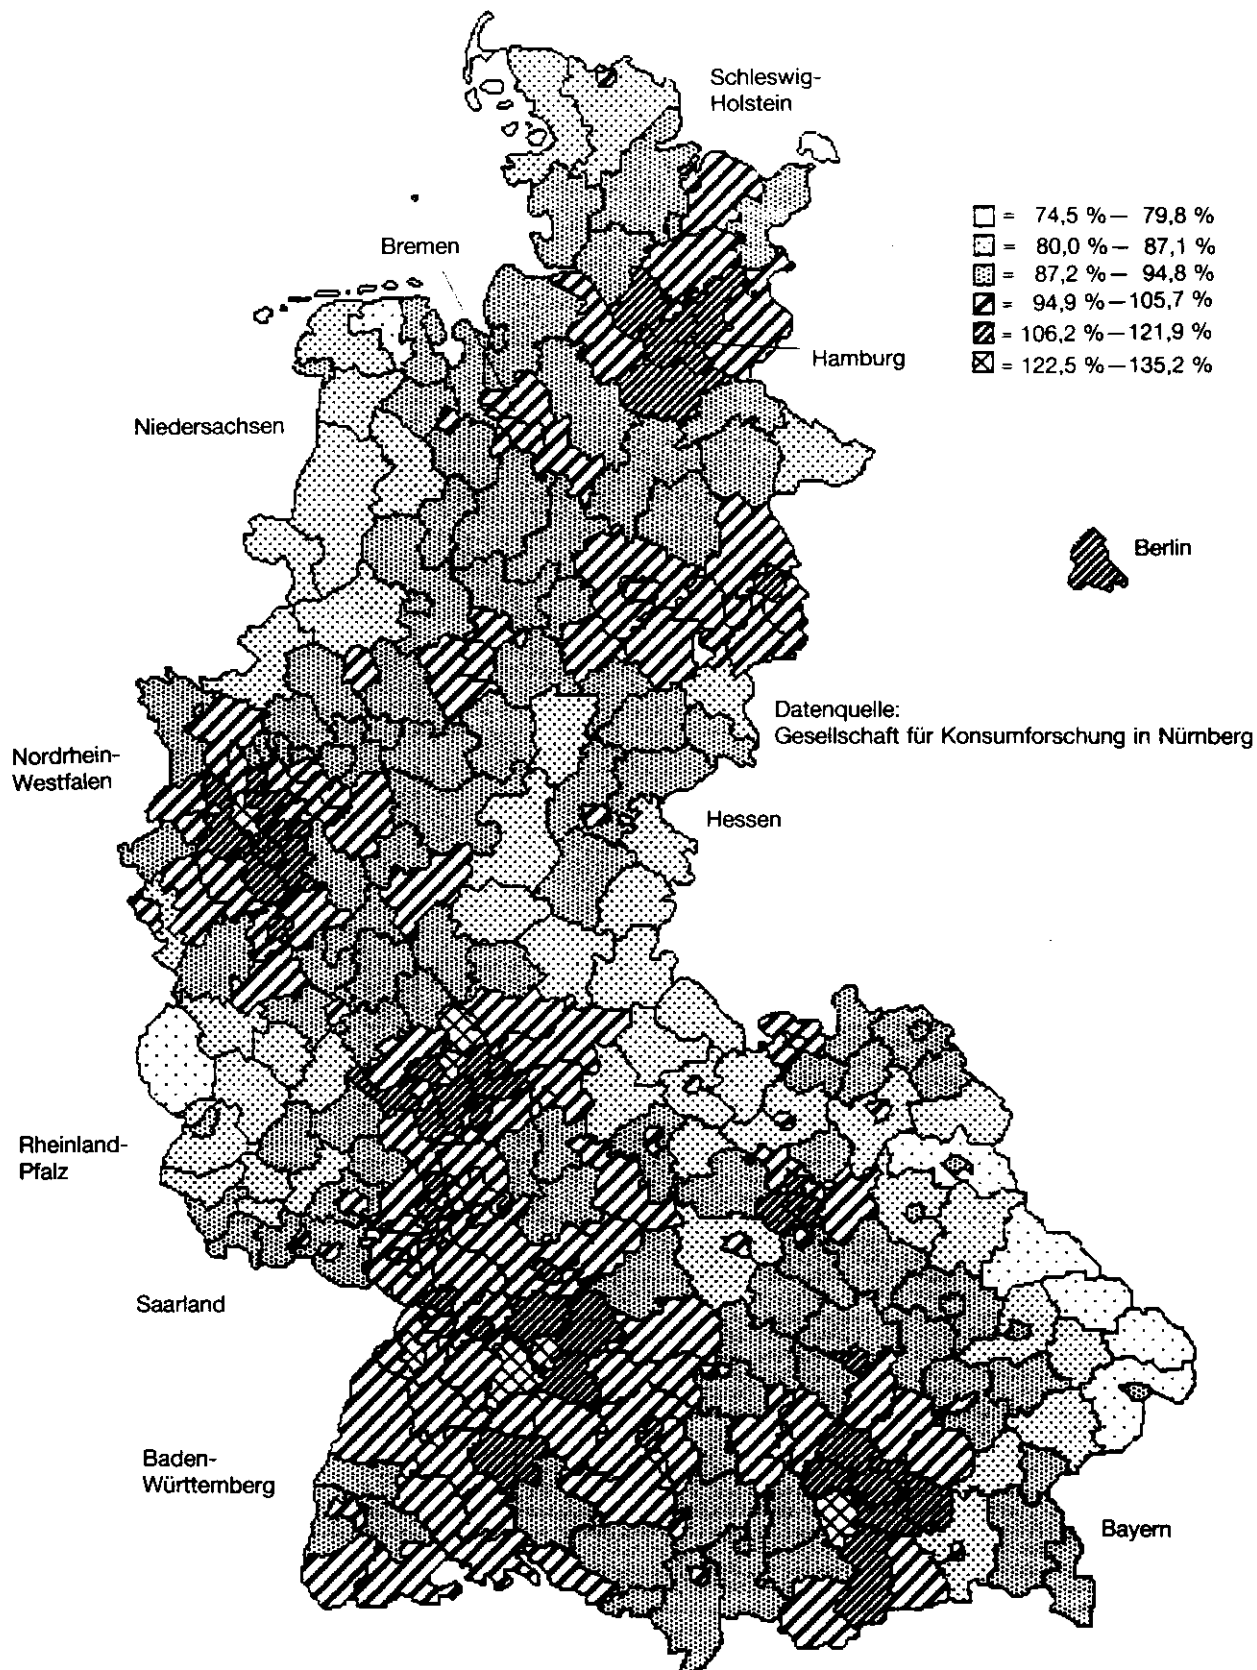 Schleswig-
Holstein
= 74,5 % — 79,8 %
= 80,0 % — 87,1 %
= 87,2 % — 94,8 %
= 94,9 % —105,7 %
= 106,2 % —121,9 %
= 122,5 % —135,2 %
Bremen
Hamburg
Niedersachsen
Berlin
Datenquelle:
Gesellschaft für Konsumforschung in Nürnberg
Nordrhein-
Westfalen
Hessen
Rheinland-
Pfalz
Saarland
Baden-
Württemberg
Bayern